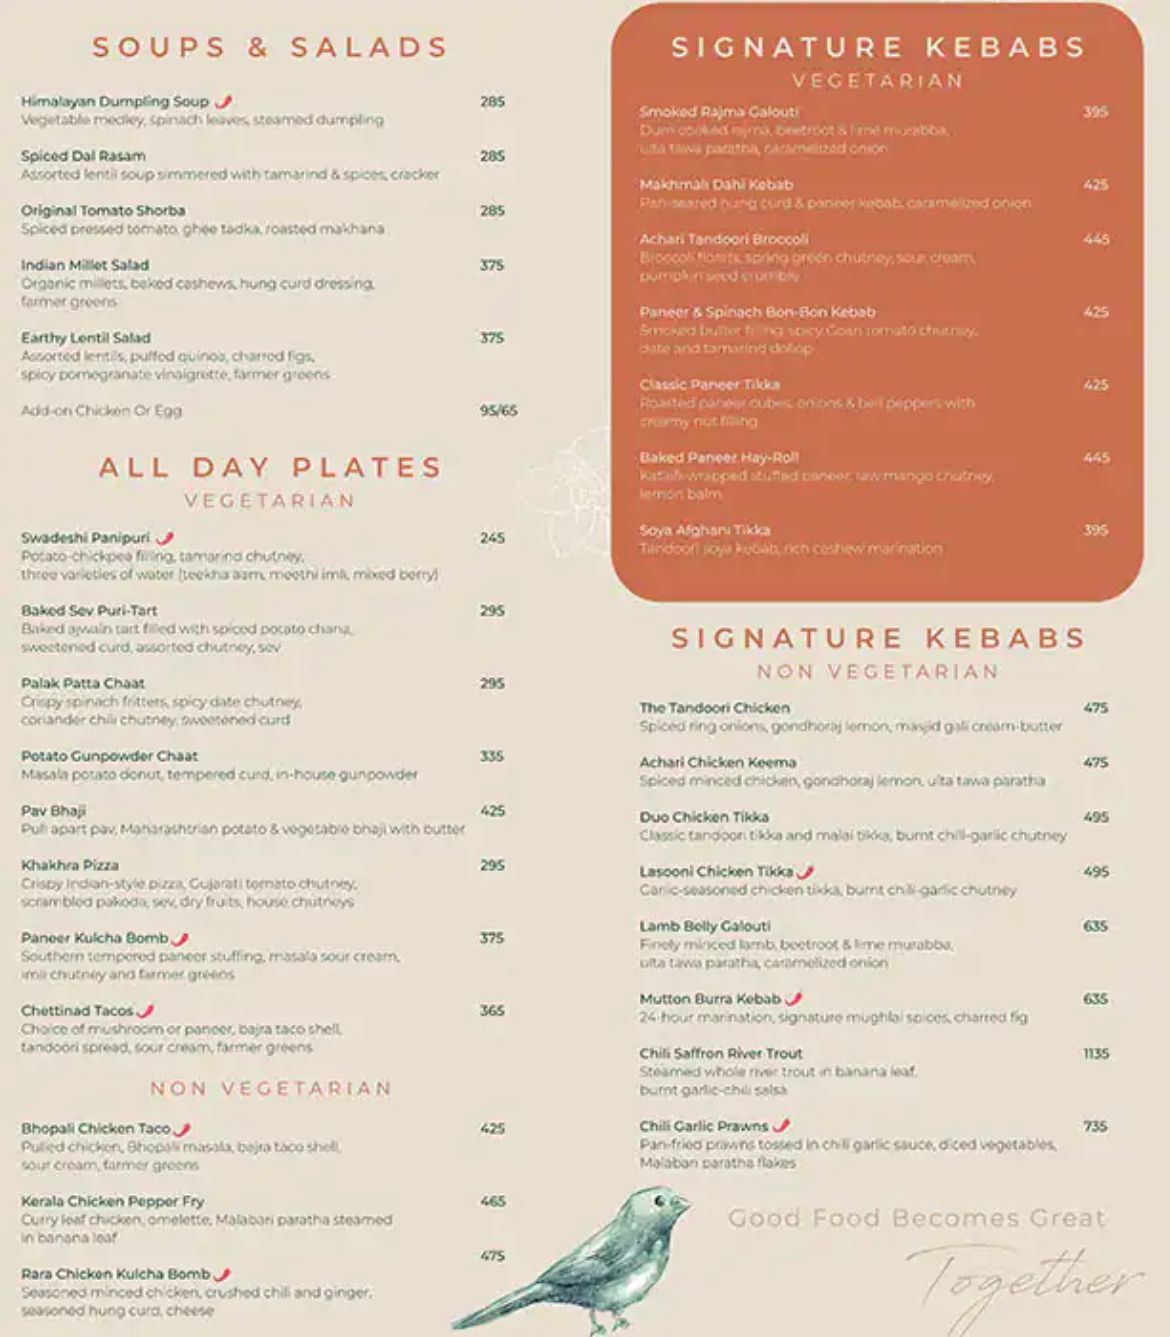 SOUPS & SALADS
Himalayan Dumpling Soup 285
Vegetable medley, spinach leaves, steamed dumpling
Spiced Dal Rasam 285
Assorted lentil soup simmered with tamarind & spices, cracker
Original Tomato Shorba 285
Spiced pressed tomato, ghee tadka, roasted makhana
Indian Millet Salad 375
Organic millets, baked cashews, hung curd dressing,
farmer greens
Earthy Lentil Salad 375
Assorted lentils, puffed quinoa, charred figs,
spicy pomegranate vinaigrette, farmer greens
Add-on Chicken Or Egg 95/65
ALL DAY PLATES
VEGETARIAN
Swadeshi Panipuri 245
Potato-chickpea filling, tamarind chutney,
three varieties of water (teekha aam, meethi imli, mixed berry)
Baked Sev Puri-Tart 295
Baked ajwain tart filled with spiced potato chana,
sweetened curd, assorted chutney, sev
Palak Patta Chaat 295
Crispy spinach fritters, spicy date chutney,
coriander chili chutney, sweetened curd
Potato Gunpowder Chaat 335
Masala potato donut, tempered curd, in-house gunpowder
Pav Bhaji 425
Pull apart pav, Maharashtrian potato & vegetable bhaji with butter
Khakhra Pizza 295
Crispy Indian-style pizza, Gujarati tomato chutney,
scrambled pakoda, sev, dry fruits, house chutneys
Paneer Kulcha Bomb 375
Southern tempered paneer stuffing, masala sour cream,
imli chutney and farmer greens
Chettinad Tacos 365
Choice of mushroom or paneer, bajra taco shell,
tandoori spread, sour cream, farmer greens
NON VEGETARIAN
Bhopali Chicken Taco 425
Pulled chicken, Bhopali masala, bajra taco shell,
sour cream, farmer greens
Kerala Chicken Pepper Fry 465
Curry leaf chicken, omelette, Malabari paratha steamed
in banana leaf
475
Rara Chicken Kulcha Bomb
Seasoned minced chicken, crushed chili and ginger,
seasoned hung curd, cheese
SIGNATURE KEBABS
VEGETARIAN
Smoked Rajma Galouti 395
Dum cooked rajma, beetroot & lime murabba,
ulta tawa paratha, caramelized onion
Makhmali Dahi Kebab 425
Pan-seared hung curd & paneer kebab, caramelized onion
Achari Tandoori Broccoli 445
Broccoli florets, spring green chutney, sour cream,
pumpkin seed crumble
Paneer & Spinach Bon-Bon Kebab 425
Smoked butter filling, spicy Goan tomato chutney,
date and tamarind dollop
Classic Paneer Tikka 425
Roasted paneer cubes, onions & bell peppers with
creamy nut filling
Baked Paneer Hay-Roll 445
Kataifi-wrapped stuffed paneer, raw mango chutney,
lemon balm
Soya Afghani Tikka 395
Tandoori soya kebab, rich cashew marination
SIGNATURE KEBABS
NON VEGETARIAN
The Tandoori Chicken 475
Spiced ring onions, gondhoraj lemon, masjid gali cream-butter
Achari Chicken Keema 475
Spiced minced chicken, gondhoraj lemon, ulta tawa paratha
Duo Chicken Tikka 495
Classic tandoori tikka and malai tikka, burnt chili-garlic chutney
Lasooni Chicken Tikka 495
Garlic-seasoned chicken tikka, burnt chili-garlic chutney
Lamb Belly Galouti 635
Finely minced lamb, beetroot & lime murabba,
ulta tawa paratha, caramelized onion
Mutton Burra Kebab 635
24-hour marination, signature mughlai spices, charred fig
Chili Saffron River Trout 1135
Steamed whole river trout in banana leaf,
burnt garlic-chili salsa
Chili Garlic Prawns 735
Pan-fried prawns tossed in chili garlic sauce, diced vegetables,
Malabari paratha flakes
Good Food Becomes Great
Together